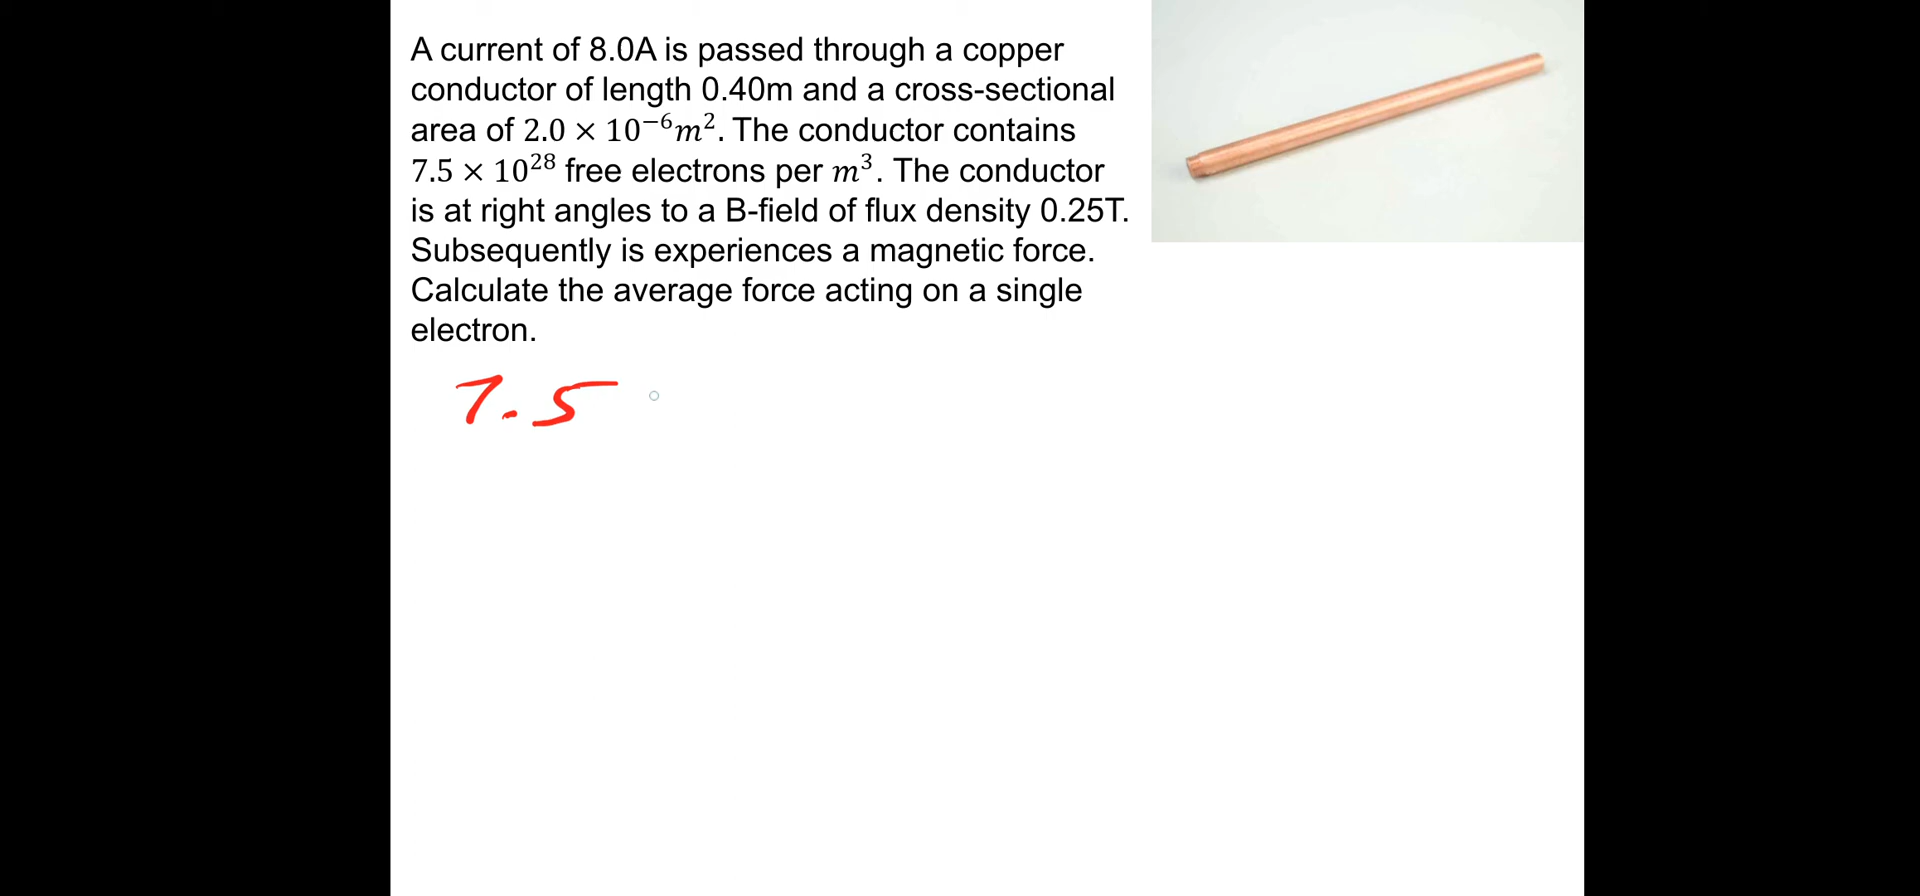 A current of 8.0A is passed through a copper
conductor of length 0.40m and a cross-sectional
area of 2.0 × 10⁻⁶m². The conductor contains
7.5 × 10²⁸ free electrons per m³. The conductor
is at right angles to a B-field of flux density 0.25T.
Subsequently is experiences a magnetic force.
Calculate the average force acting on a single
electron.
7.5